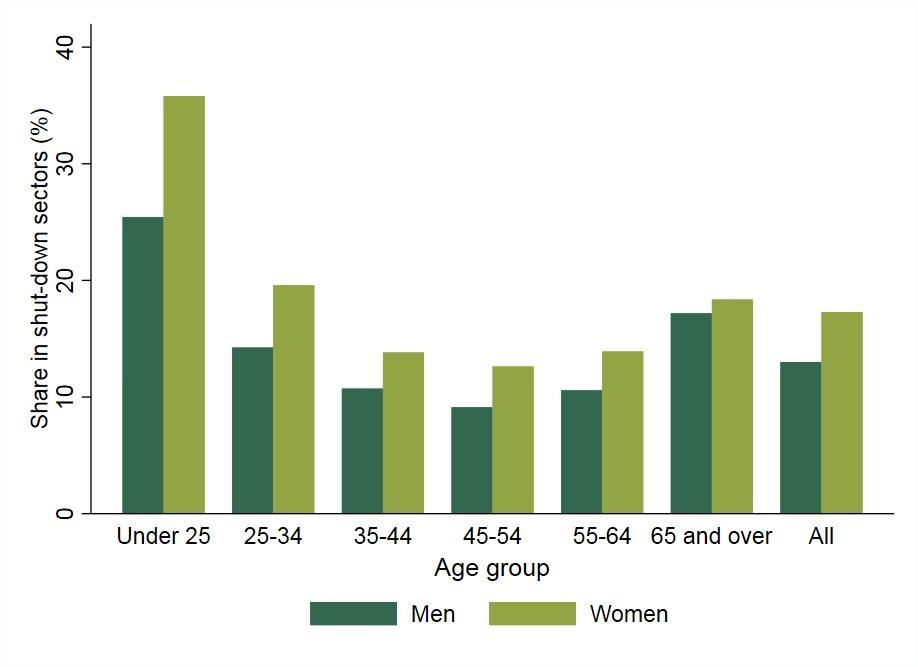 Share in shut-down sectors (%)
40
30
20
10
0
Under 25 25-34 35-44 45-54 55-64 65 and over All
Age group
Men Women